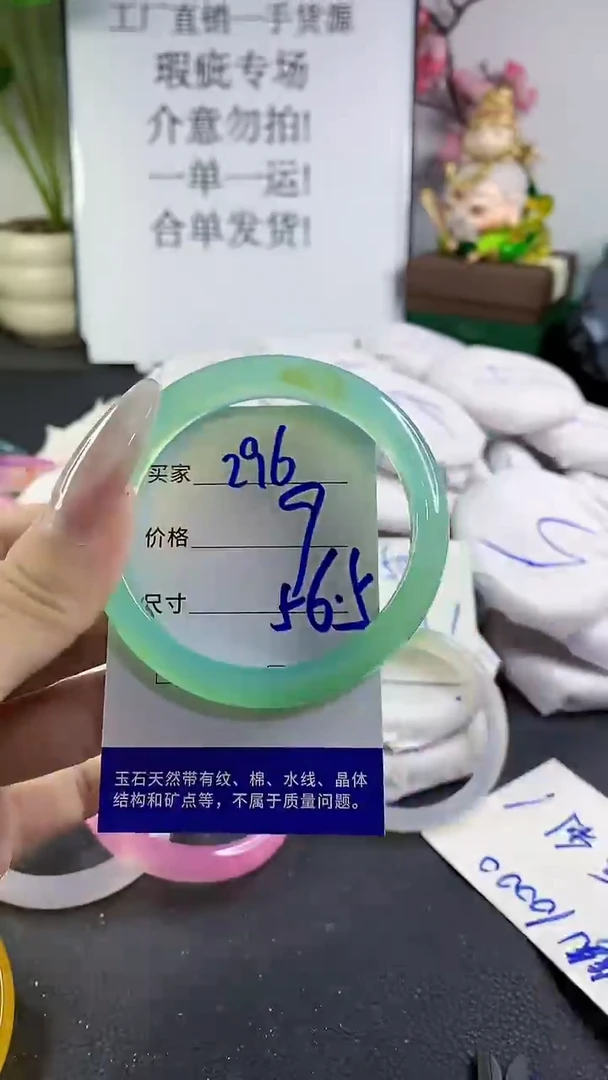 工厂直销一手货源
瑕疵专场
介意勿拍!
一单一运!
合单发货!
买家 296
价格 9
尺寸 56.5
玉石天然带有纹、棉、水线、晶体
结构和矿点等，不属于质量问题。
10000